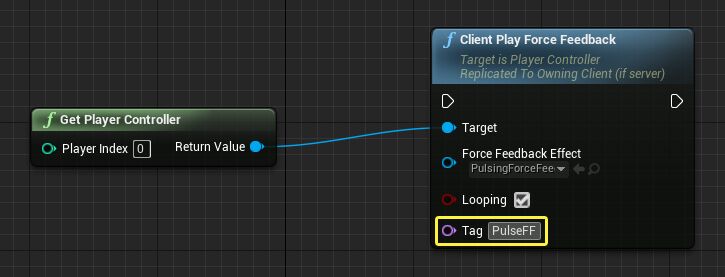 Get Player Controller
Player Index 0
Return Value
Client Play Force Feedback
Target is Player Controller
Replicated To Owning Client (if server)
Target
Force Feedback Effect
PulsingForceFee
Looping
Tag PulseFF